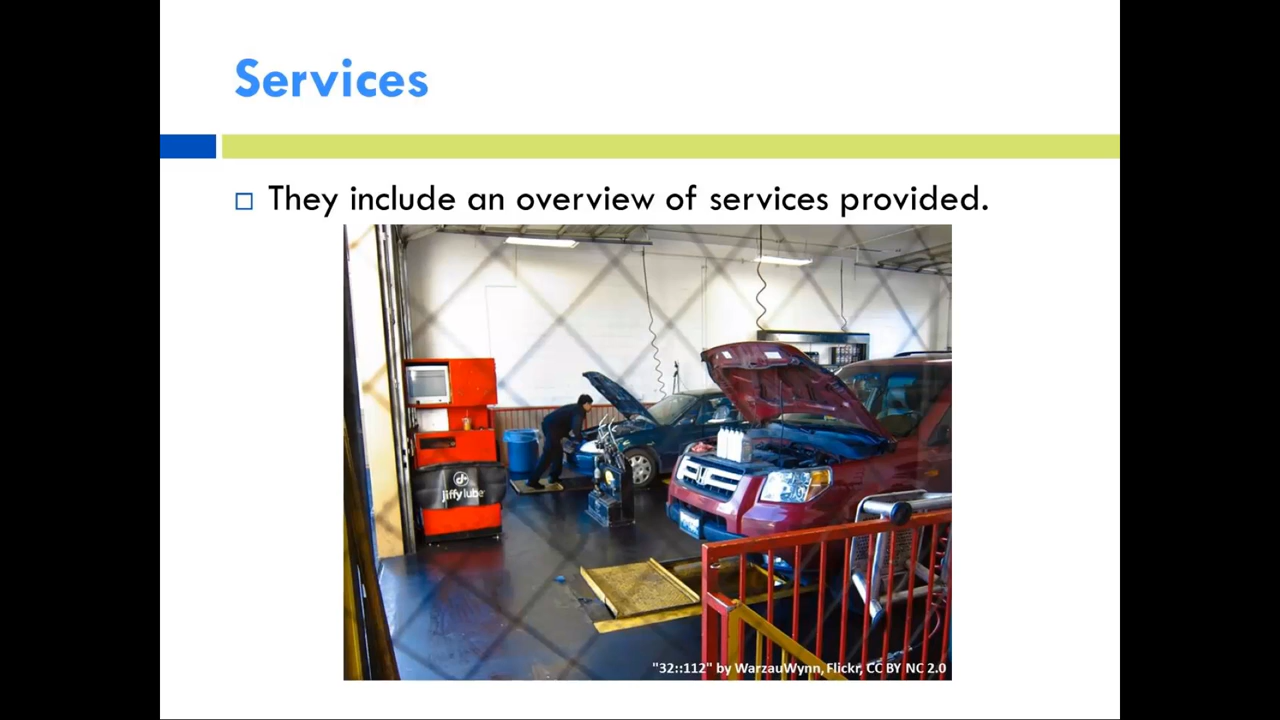 Services
They include an overview of services provided.
jiffy lube
"32::112" by WarzauWynn, Flickr, CC BY NC 2.0